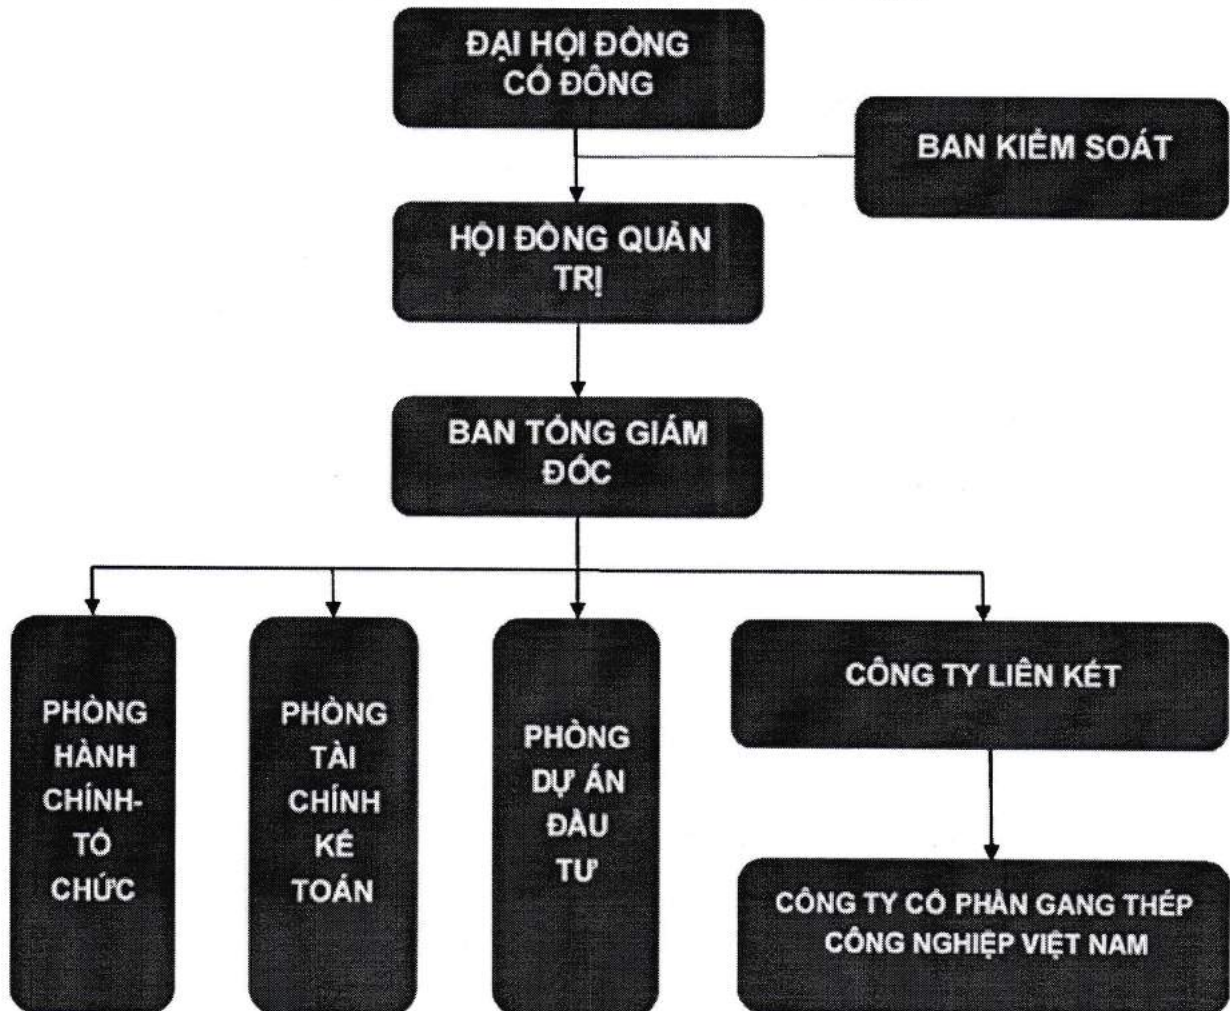 ĐẠI HỘI ĐỒNG
CỔ ĐÔNG
BAN KIỂM SOÁT
HỘI ĐỒNG QUẢN
TRỊ
BAN TỔNG GIÁM
ĐỐC
PHÒNG
HÀNH
CHÍNH-
TỔ
CHỨC
PHÒNG
TÀI
CHÍNH
KẾ
TOÁN
PHÒNG
DỰ ÁN
ĐẦU
TƯ
CÔNG TY LIÊN KẾT
CÔNG TY CỔ PHẦN GANG THÉP
CÔNG NGHIỆP VIỆT NAM